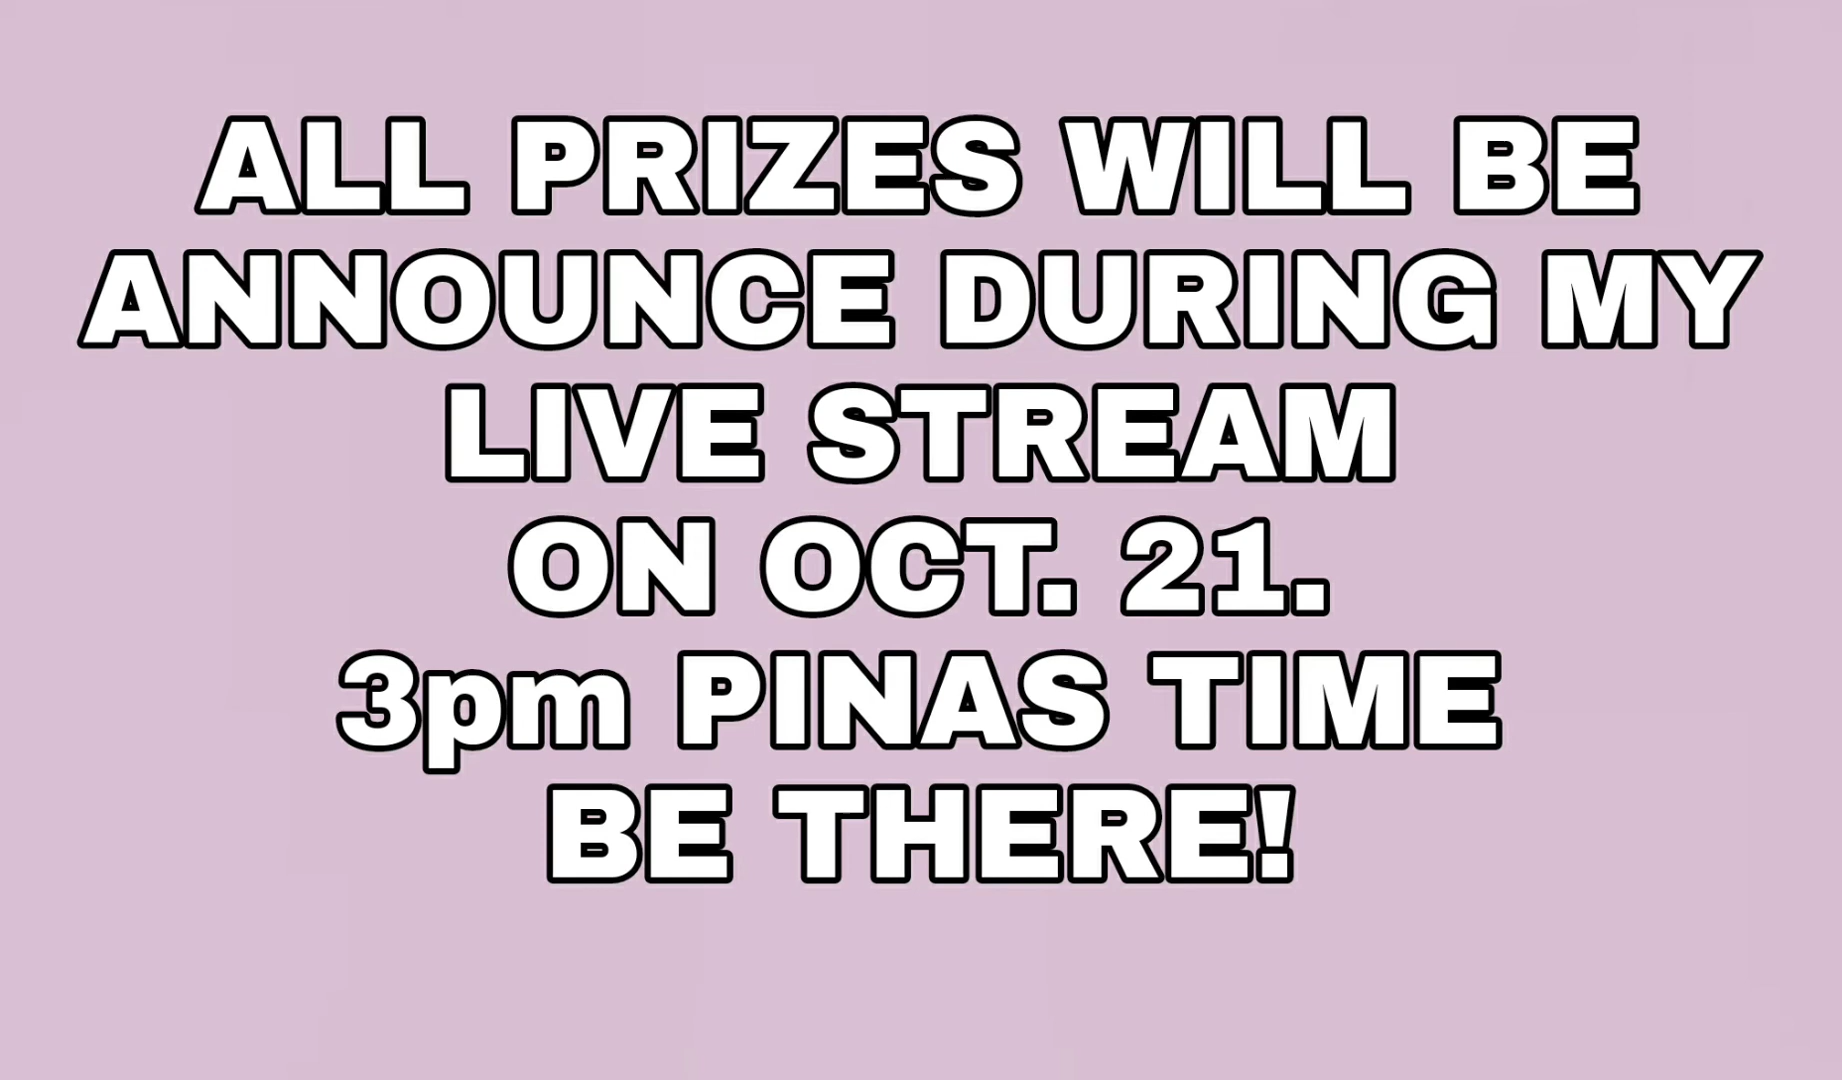 ALL PRIZES WILL BE
ANNOUNCE DURING MY
LIVE STREAM
ON OCT. 21.
3pm PINAS TIME
BE THERE!